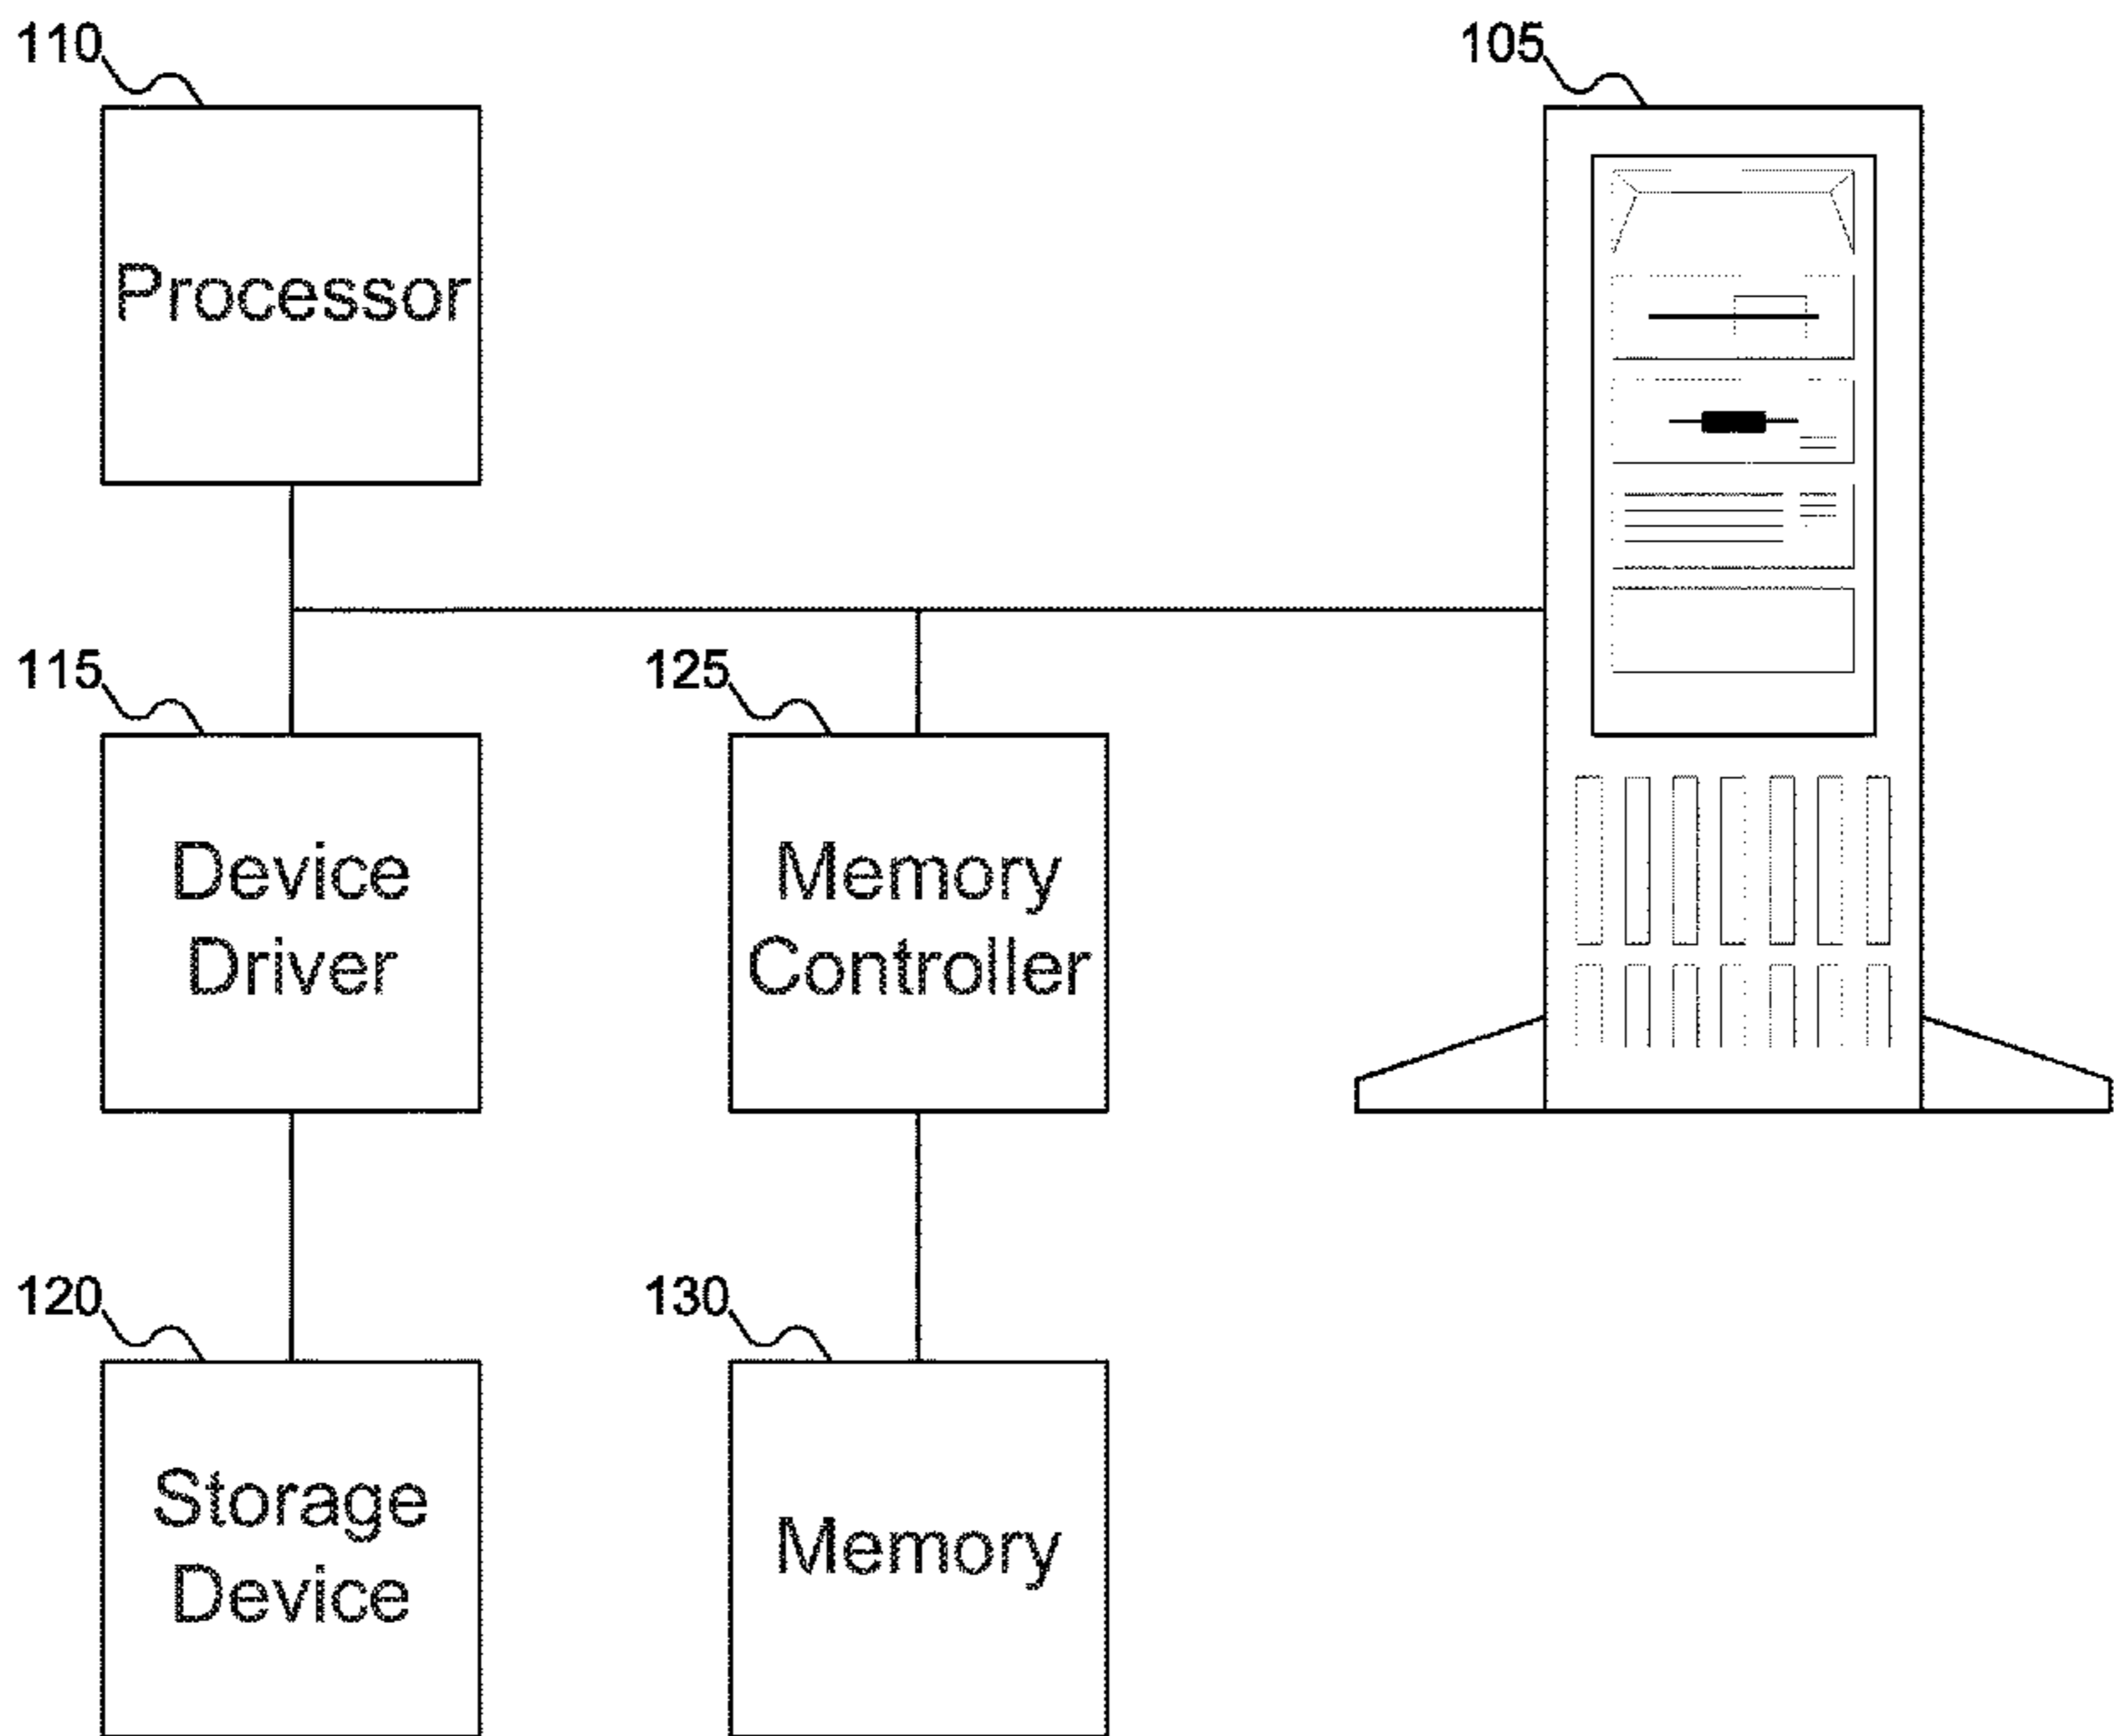 110
105
Processor
115
125
Device
Driver
Memory
Controller
120
130
Storage
Device
Memory